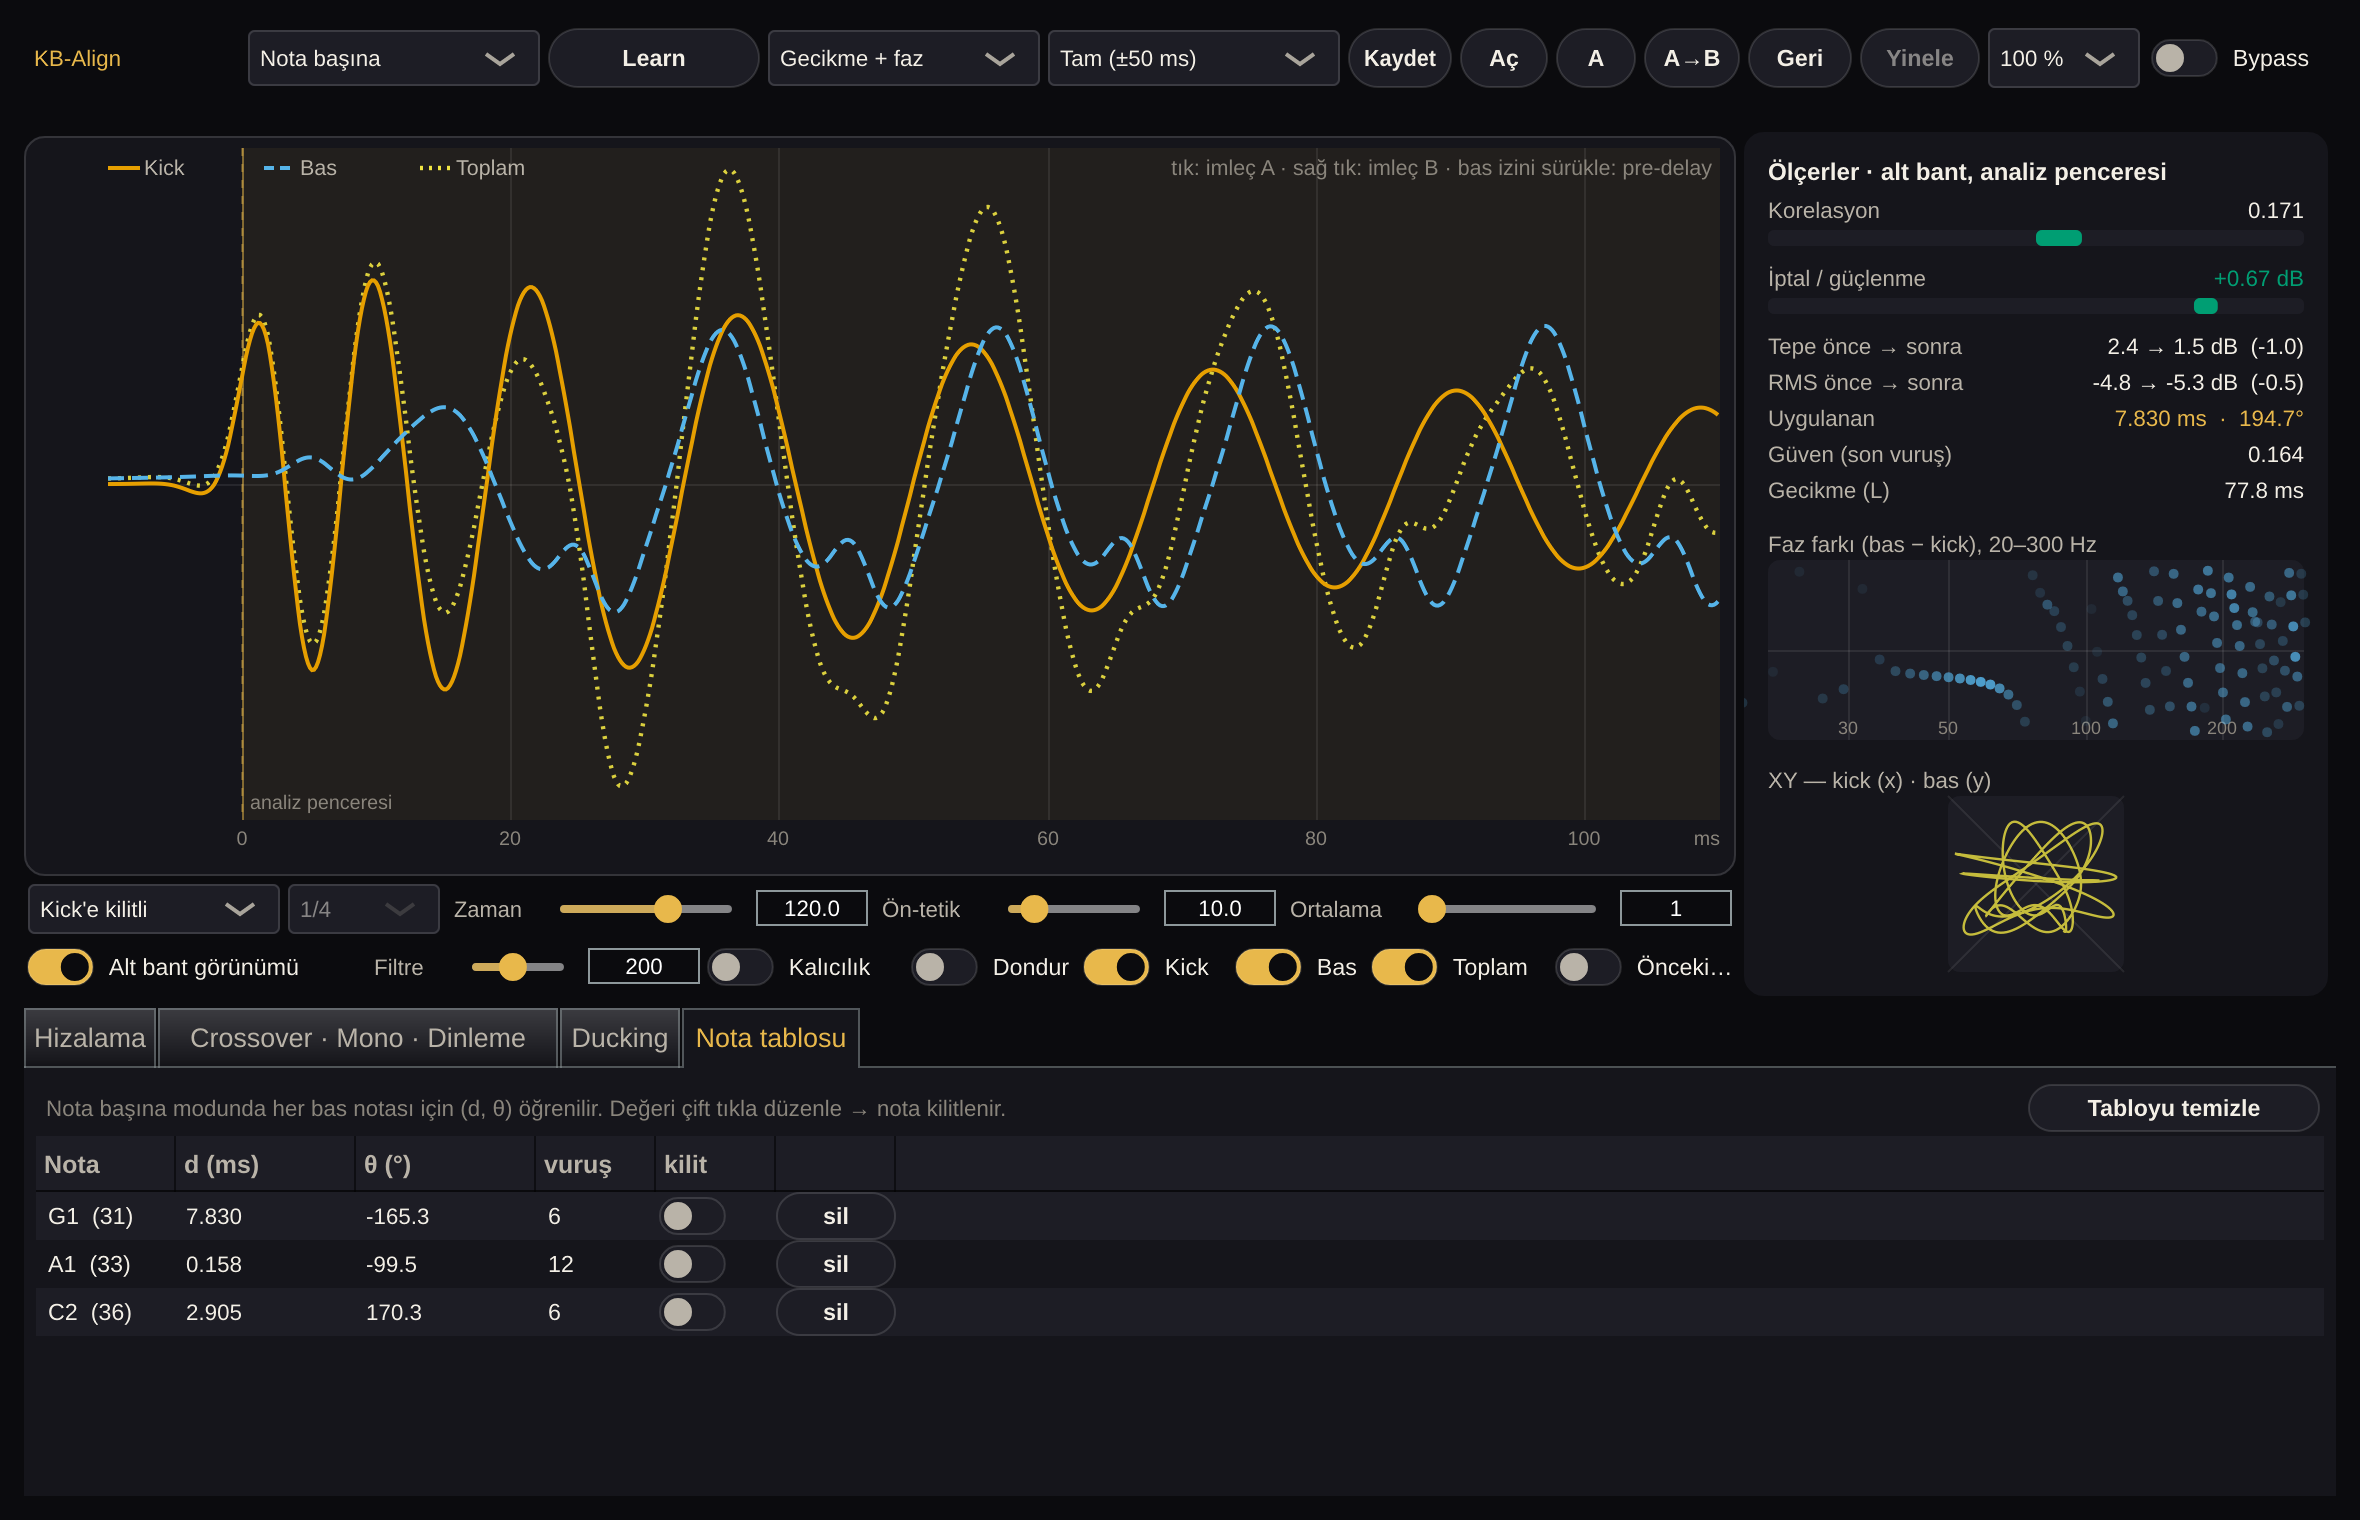 KB-Align
Nota başına
Learn
Gecikme + faz
Tam (±50 ms)
Kaydet
Aç
A
A→B
Geri
Yinele
100 %
Bypass
Kick
Bas
Toplam
tık: imleç A · sağ tık: imleç B · bas izini sürükle: pre-delay
analiz penceresi
0
20
40
60
80
100
ms
Ölçerler · alt bant, analiz penceresi
Korelasyon 0.171
İptal / güçlenme +0.67 dB
Tepe önce → sonra 2.4 → 1.5 dB (-1.0)
RMS önce → sonra -4.8 → -5.3 dB (-0.5)
Uygulanan 7.830 ms · 194.7°
Güven (son vuruş) 0.164
Gecikme (L) 77.8 ms
Faz farkı (bas − kick), 20–300 Hz
30
50
100
200
XY — kick (x) · bas (y)
Kick'e kilitli
1/4
Zaman
120.0
Ön-tetik
10.0
Ortalama
1
Alt bant görünümü
Filtre
200
Kalıcılık
Dondur
Kick
Bas
Toplam
Önceki...
Hizalama
Crossover · Mono · Dinleme
Ducking
Nota tablosu
Nota başına modunda her bas notası için (d, θ) öğrenilir. Değeri çift tıkla düzenle → nota kilitlenir.
Tabloyu temizle
Nota d (ms) θ (°) vuruş kilit
G1 (31) 7.830 -165.3 6 sil
A1 (33) 0.158 -99.5 12 sil
C2 (36) 2.905 170.3 6 sil